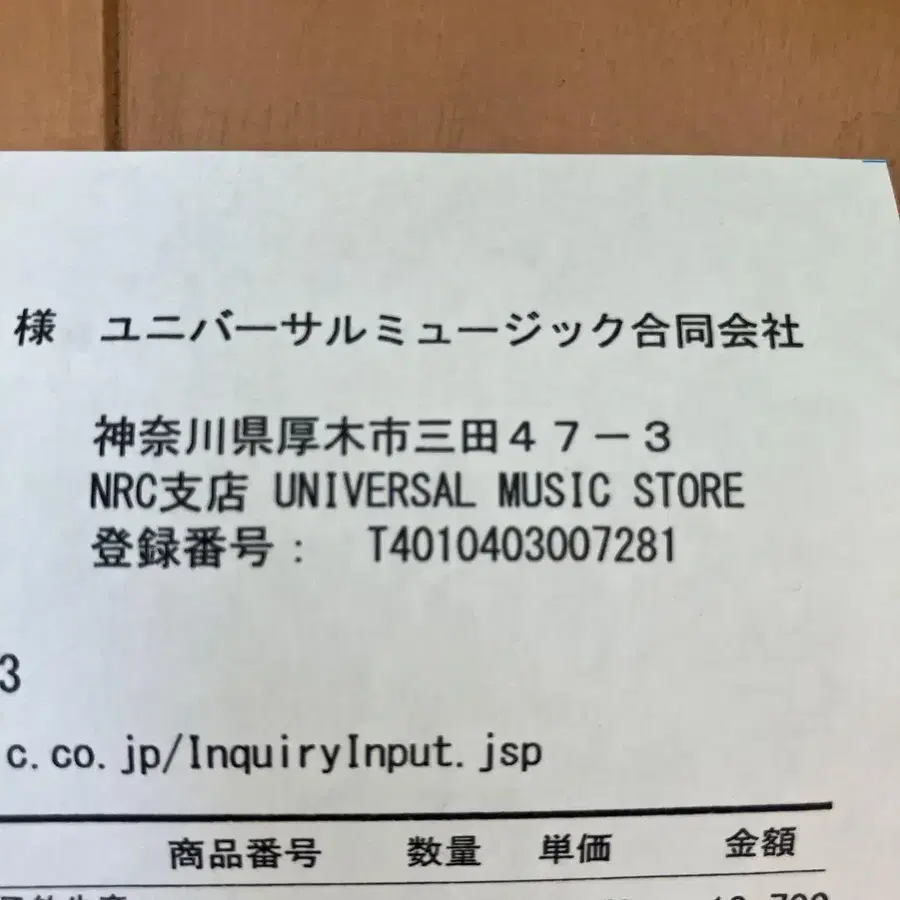 様 ユニバーサルミュージック合同会社
神奈川県厚木市三田47-3
NRC支店 UNIVERSAL MUSIC STORE
登録番号: T4010403007281
3
c.co.jp/InquiryInput.jsp
商品番号 数量 単価 金額